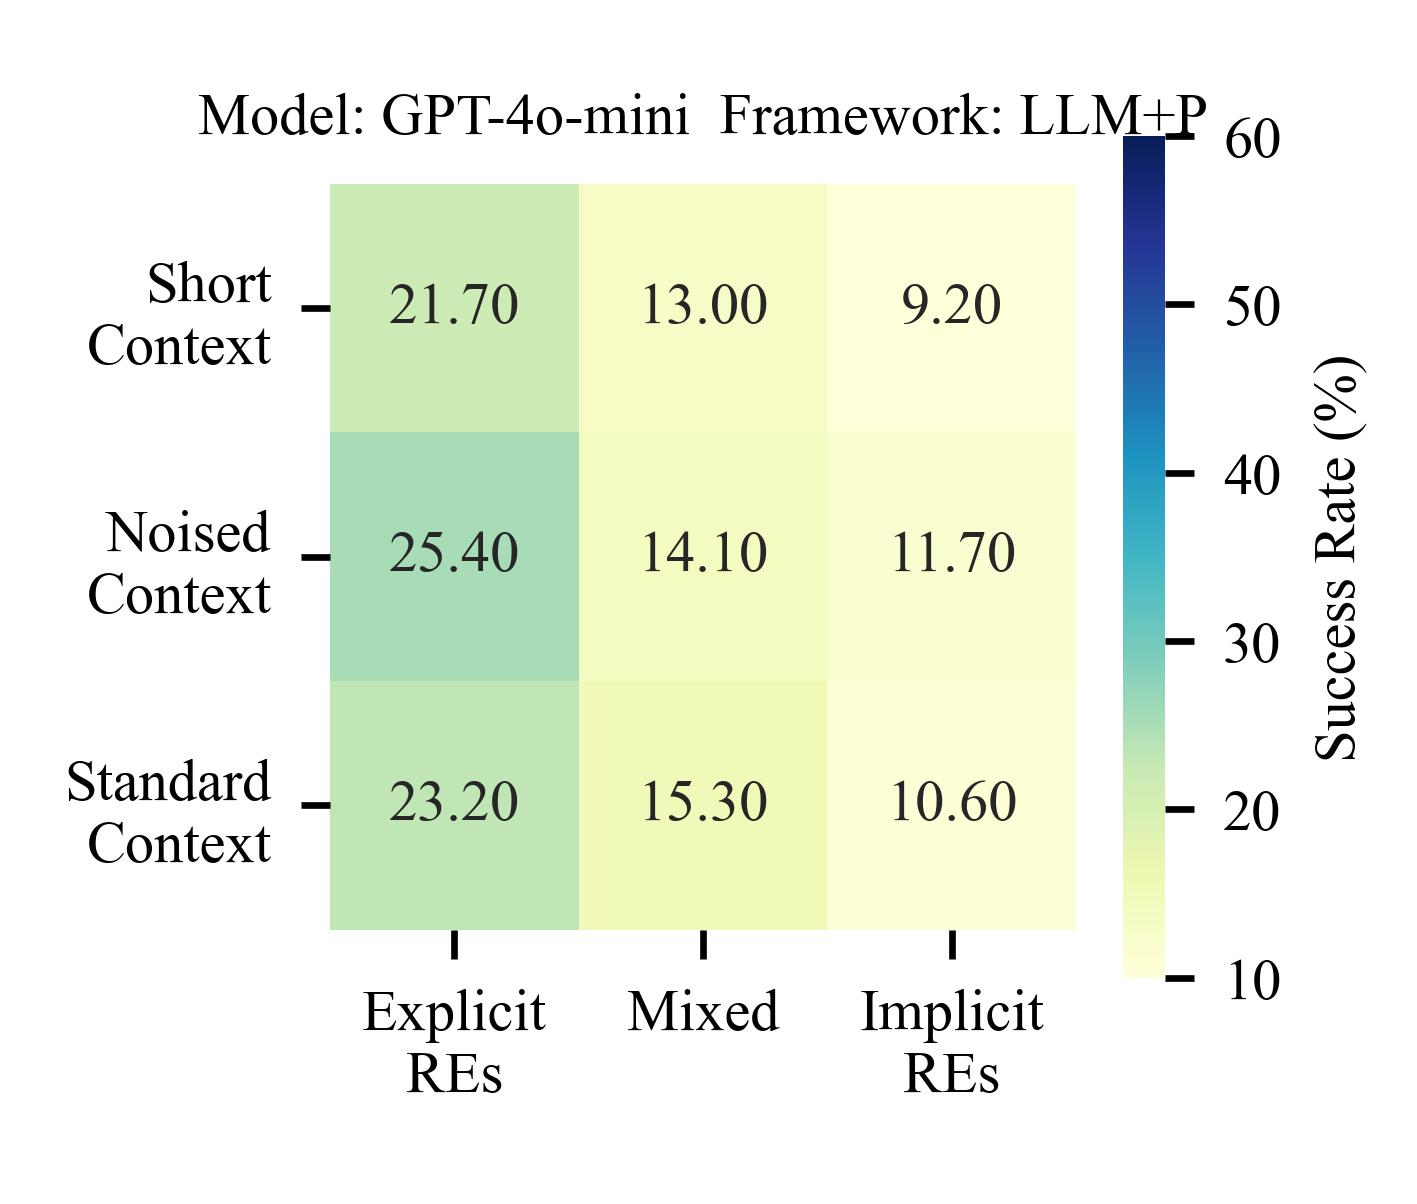 Model: GPT-4o-mini  Framework: LLM+P
60
50
40
30
20
10
Success Rate (%)
Short
Context
21.70 13.00 9.20
Noised
Context
25.40 14.10 11.70
Standard
Context
23.20 15.30 10.60
Explicit
REs
Mixed
Implicit
REs